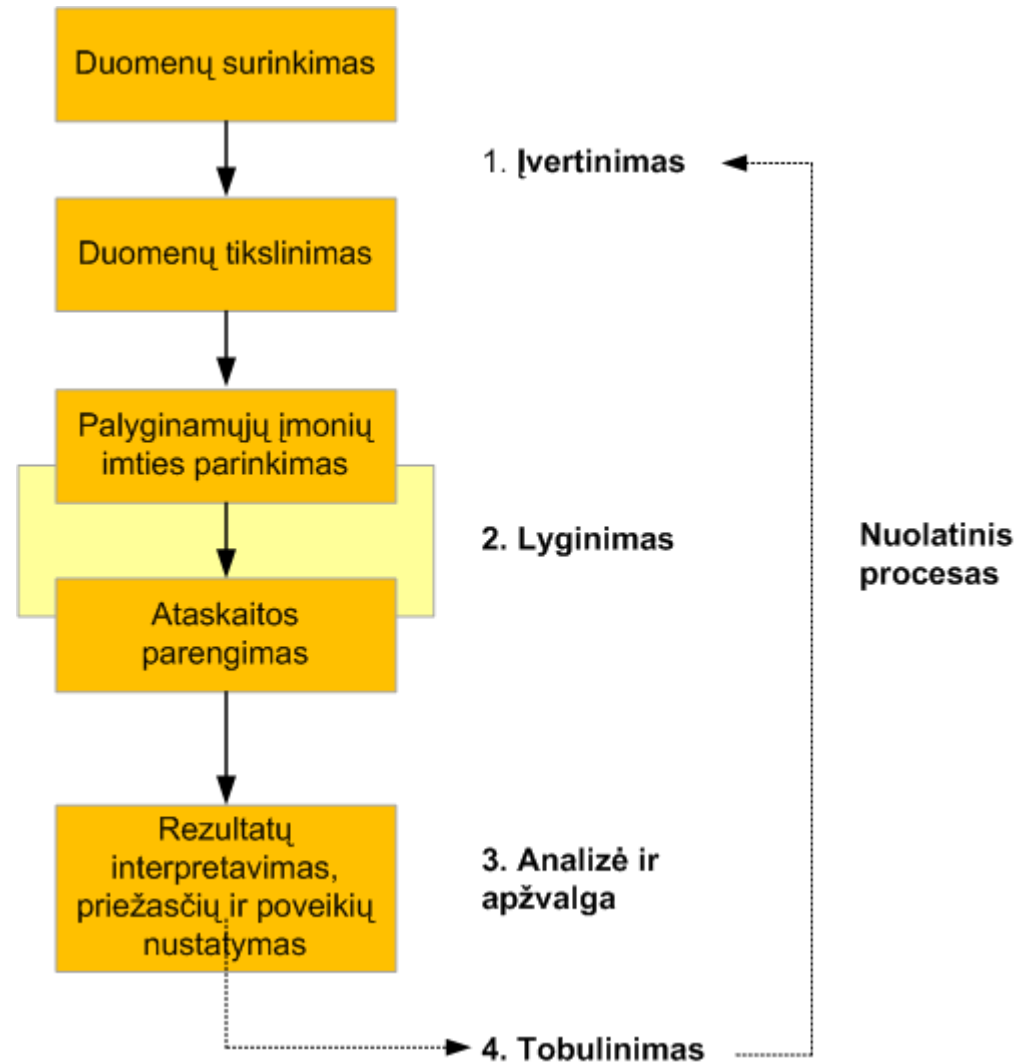 Duomenų surinkimas
1. Įvertinimas
Duomenų tikslinimas
Palyginamųjų įmonių
imties parinkimas
2. Lyginimas
Nuolatinis
procesas
Ataskaitos
parengimas
Rezultatų
interpretavimas,
priežasčių ir poveikių
nustatymas
3. Analizė ir
apžvalga
4. Tobulinimas